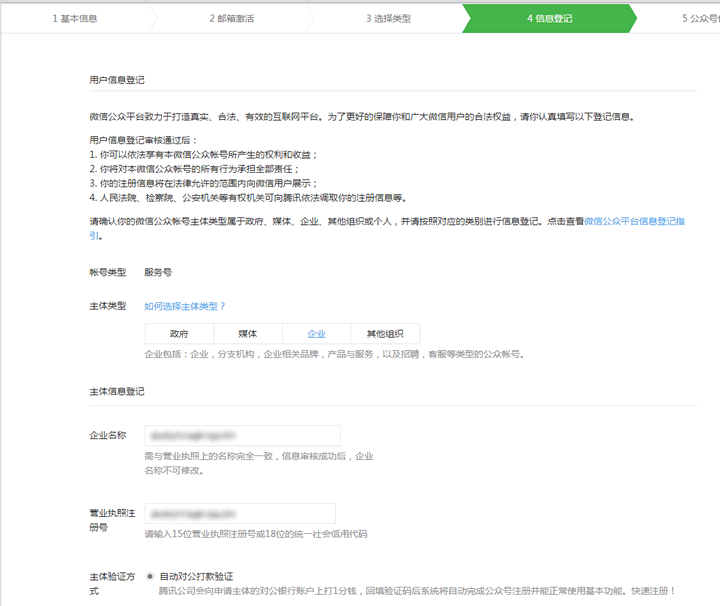 1 基本信息
2 邮箱激活
3 选择类型
4 信息登记
5 公众号
用户信息登记
微信公众平台致力于打造真实、合法、有效的互联网平台。为了更好的保障你和广大微信用户的合法权益，请你认真填写以下登记信息。
用户信息登记审核通过后：
1. 你可以依法享有本微信公众帐号所产生的权利和收益；
2. 你将对本微信公众帐号的所有行为承担全部责任；
3. 你的注册信息将在法律允许的范围内向微信用户展示；
4. 人民法院、检察院、公安机关等有权机关可向腾讯依法调取你的注册信息等。
请确认你的微信公众帐号主体类型属于政府、媒体、企业、其他组织或个人，并请按照对应的类别进行信息登记。点击查看微信公众平台信息登记指
引。
帐号类型 服务号
主体类型 如何选择主体类型？
政府 媒体 企业 其他组织
企业包括：企业，分支机构，企业相关品牌，产品与服务，以及招聘，客服等类型的公众帐号。
主体信息登记
企业名称
需与营业执照上的名称完全一致，信息审核成功后，企业
名称不可修改。
营业执照注
册号
请输入15位营业执照注册号或18位的统一社会信用代码
主体验证方 自动对公打款验证
式 腾讯公司会向申请主体的对公银行账户上打1分钱，回填验证码后系统将自动完成公众号注册并能正常使用基本功能。快速注册！